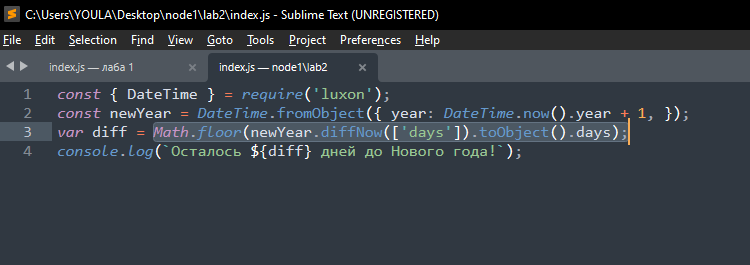 C:\Users\YOULA\Desktop\node1\lab2\index.js - Sublime Text (UNREGISTERED)
File Edit Selection Find View Goto Tools Project Preferences Help
index.js — лаба 1 index.js — node1\lab2
1 const { DateTime } = require('luxon');
2 const newYear = DateTime.fromObject({ year: DateTime.now().year + 1, });
3 var diff = Math.floor(newYear.diffNow(['days']).toObject().days);
4 console.log(`Осталось ${diff} дней до Нового года!`);